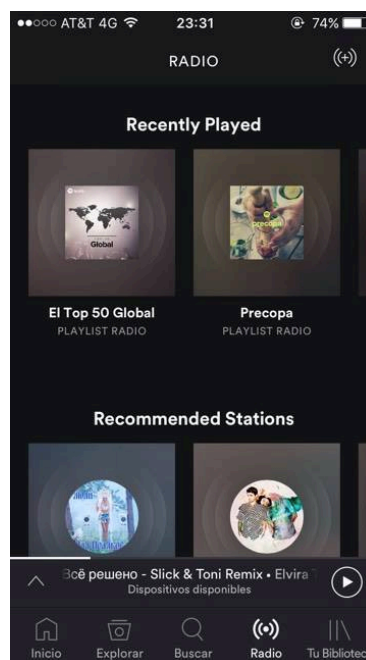 AT&T 4G 23:31 74%
RADIO
Recently Played
Global
precopa
El Top 50 Global
Precopa
PLAYLIST RADIO
PLAYLIST RADIO
Recommended Stations
Всё решено - Slick & Toni Remix • Elvira T
Dispositivos disponibles
Inicio
Explorar
Buscar
Radio
Tu Bibliotec